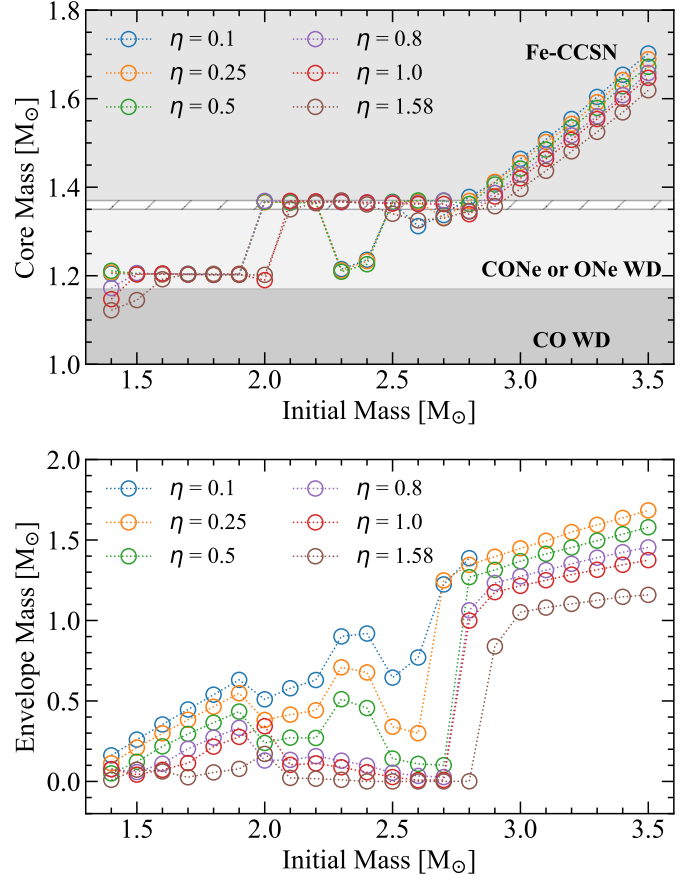 1.8
1.6
1.4
1.2
1.0
Core Mass [M⊙]
η = 0.1
η = 0.25
η = 0.5
η = 0.8
η = 1.0
η = 1.58
Fe-CCSN
CONe or ONe WD
CO WD
1.5
2.0
2.5
3.0
3.5
Initial Mass [M⊙]
2.0
1.5
1.0
0.5
0.0
Envelope Mass [M⊙]
η = 0.1
η = 0.25
η = 0.5
η = 0.8
η = 1.0
η = 1.58
1.5
2.0
2.5
3.0
3.5
Initial Mass [M⊙]